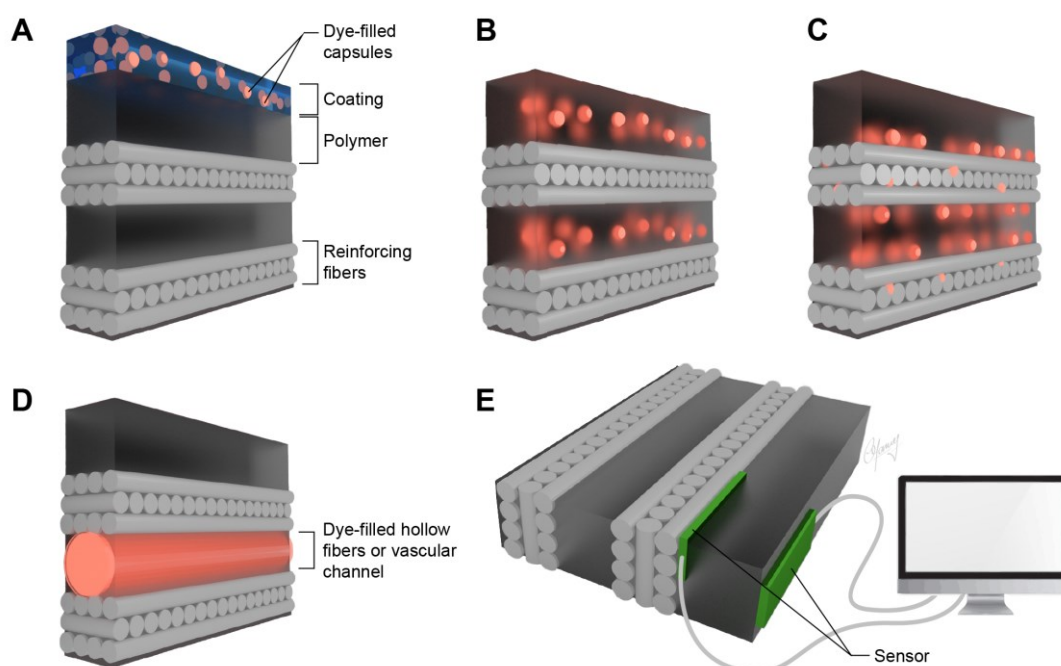 A
Dye-filled
capsules
Coating
Polymer
Reinforcing
fibers
B
C
D
Dye-filled hollow
fibers or vascular
channel
E
Sensor